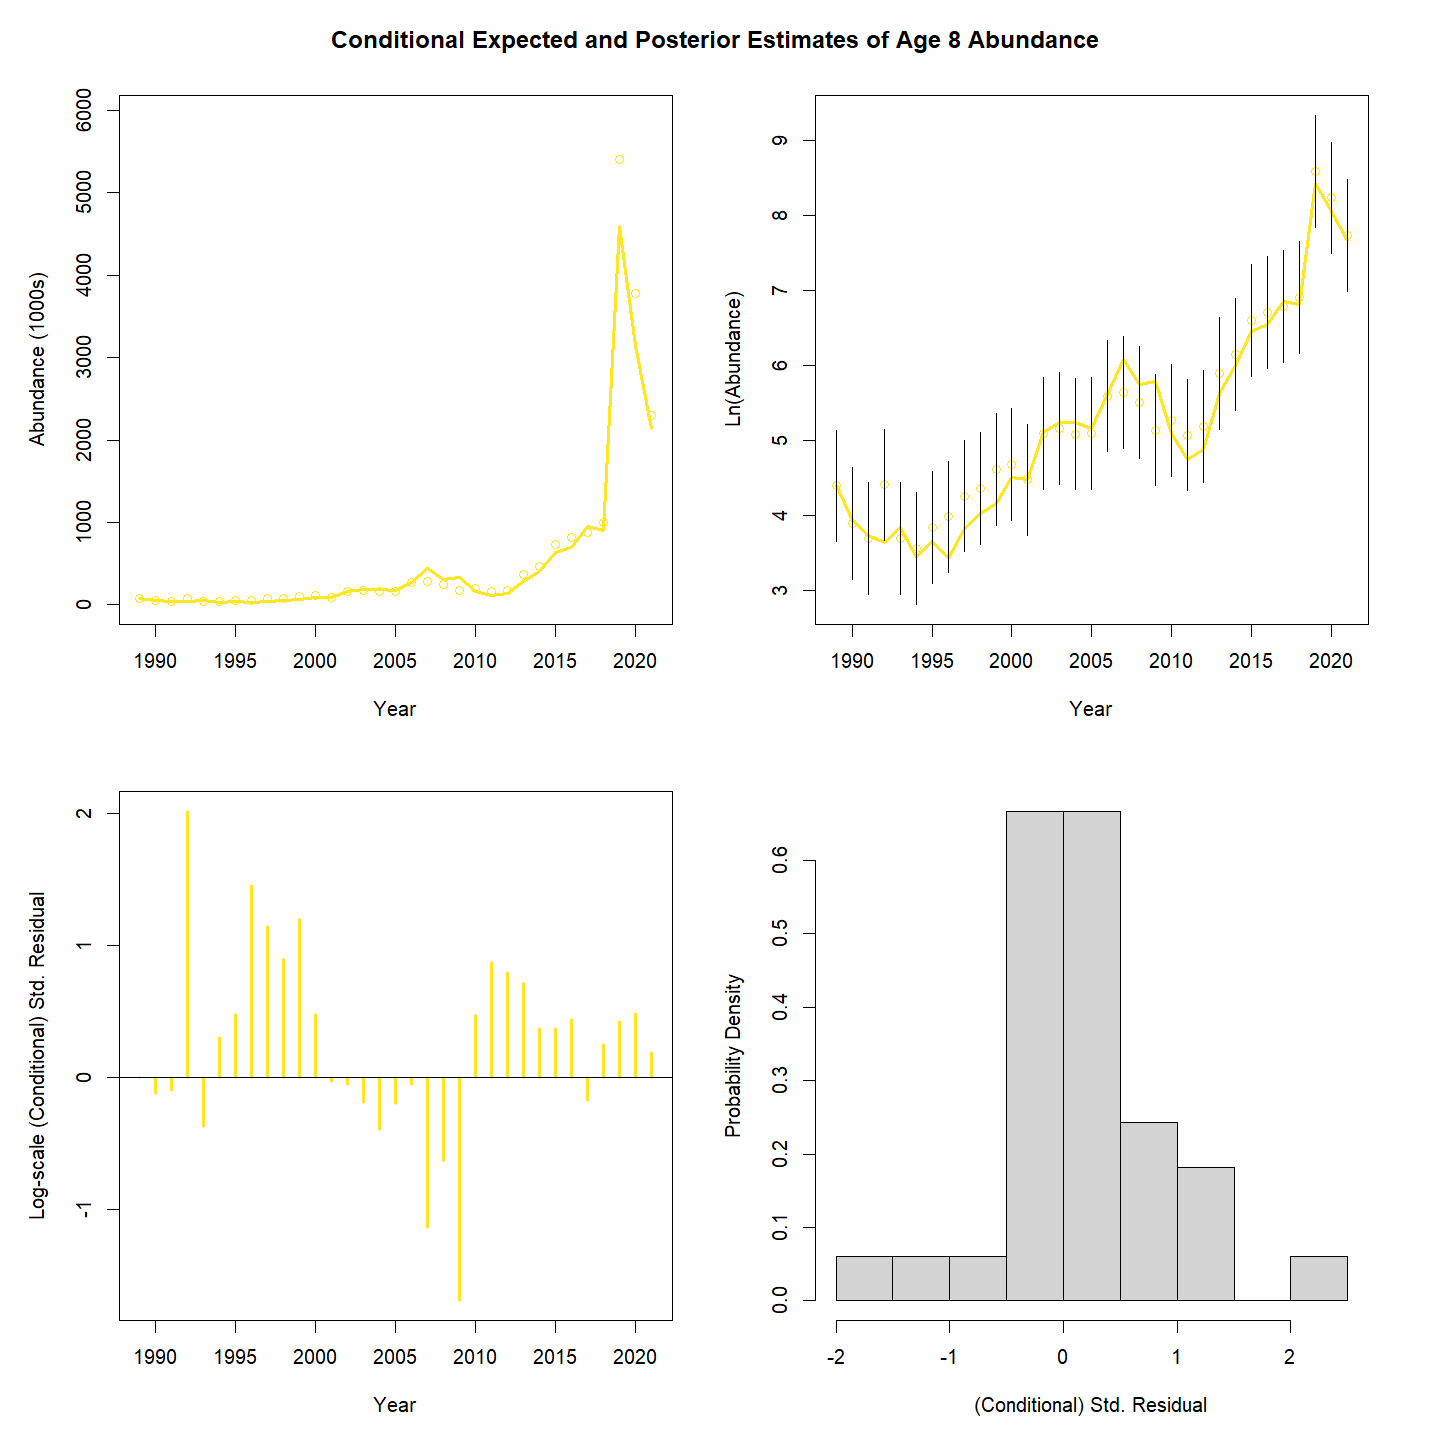 Conditional Expected and Posterior Estimates of Age 8 Abundance
Abundance (1000s)
0 1000 2000 3000 4000 5000 6000
1990 1995 2000 2005 2010 2015 2020
Year
Ln(Abundance)
3 4 5 6 7 8 9
1990 1995 2000 2005 2010 2015 2020
Year
Log-scale (Conditional) Std. Residual
-1 0 1 2
1990 1995 2000 2005 2010 2015 2020
Year
Probability Density
0.0 0.1 0.2 0.3 0.4 0.5 0.6
-2 -1 0 1 2
(Conditional) Std. Residual